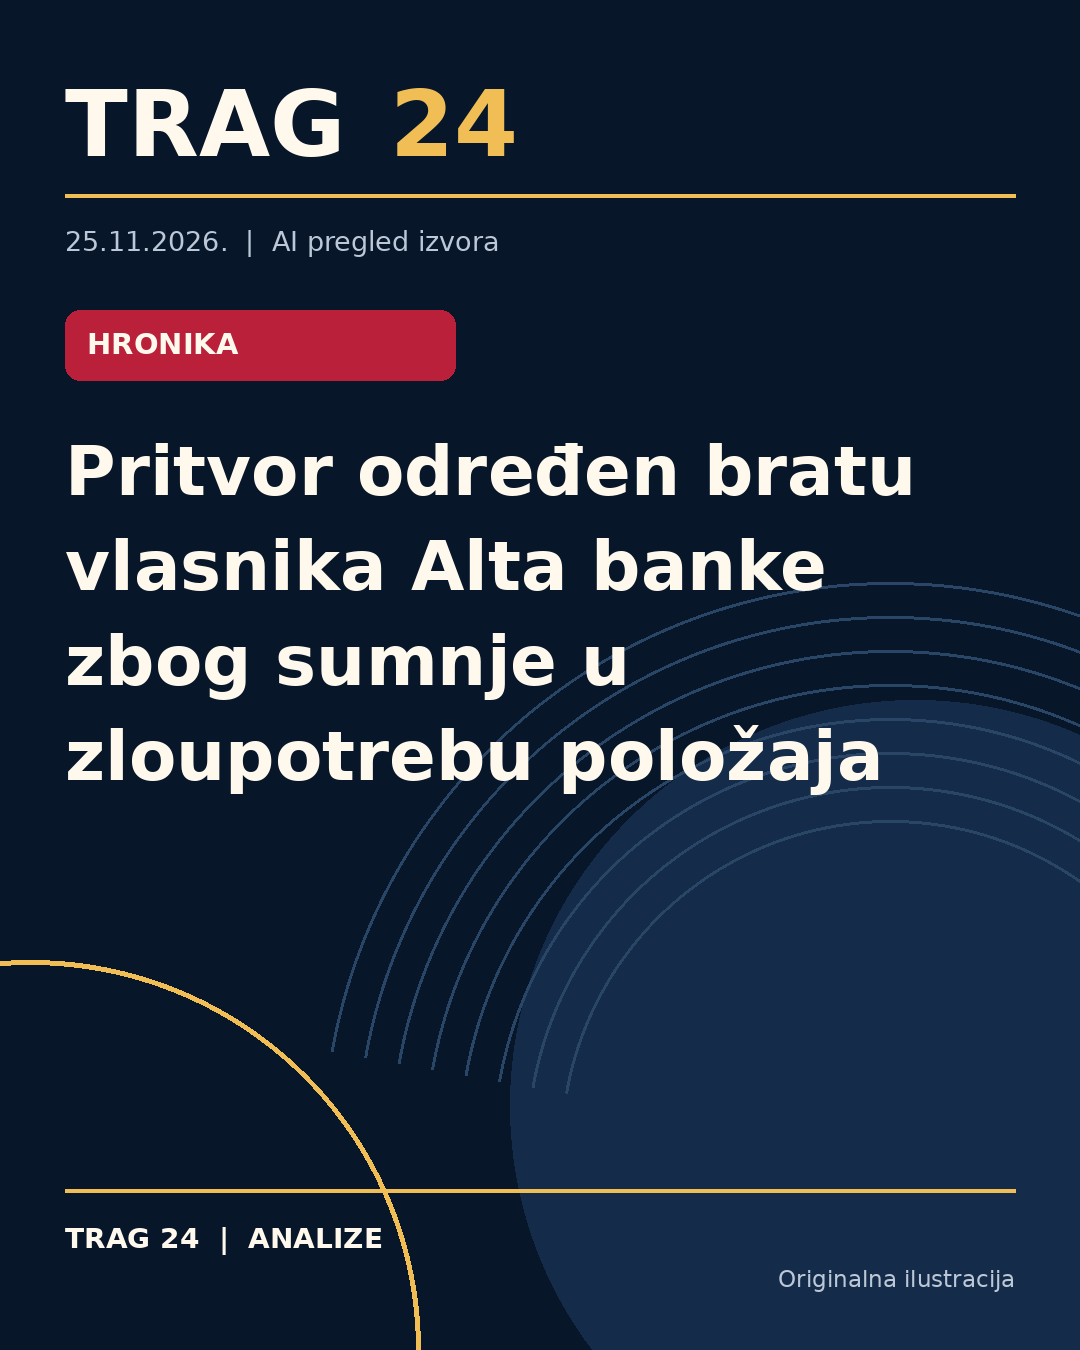 TRAG 24
25.11.2026. | AI pregled izvora
HRONIKA
Pritvor određen bratu
vlasnika Alta banke
zbog sumnje u
zloupotrebu položaja
TRAG 24 | ANALIZE
Originalna ilustracija